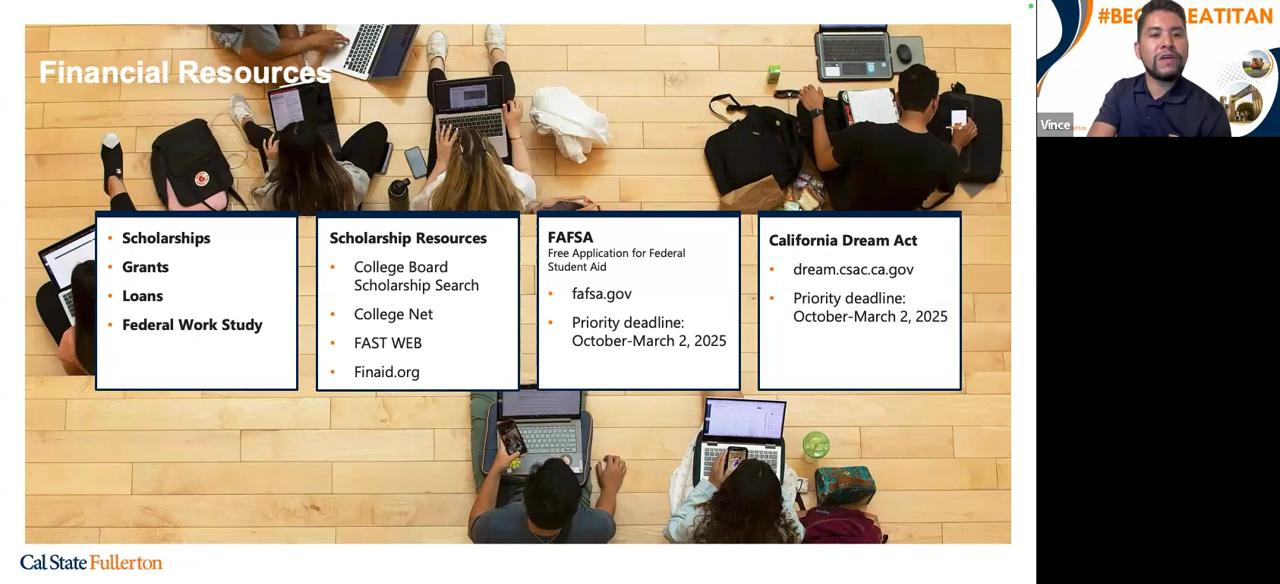 Financial Resources
Scholarships
Grants
Loans
Federal Work Study
Scholarship Resources
College Board
Scholarship Search
College Net
FAST WEB
Finaid.org
FAFSA
Free Application for Federal
Student Aid
fafsa.gov
Priority deadline:
October-March 2, 2025
California Dream Act
dream.csac.ca.gov
Priority deadline:
October-March 2, 2025
Cal State Fullerton
#BEC EATITAN
Vince